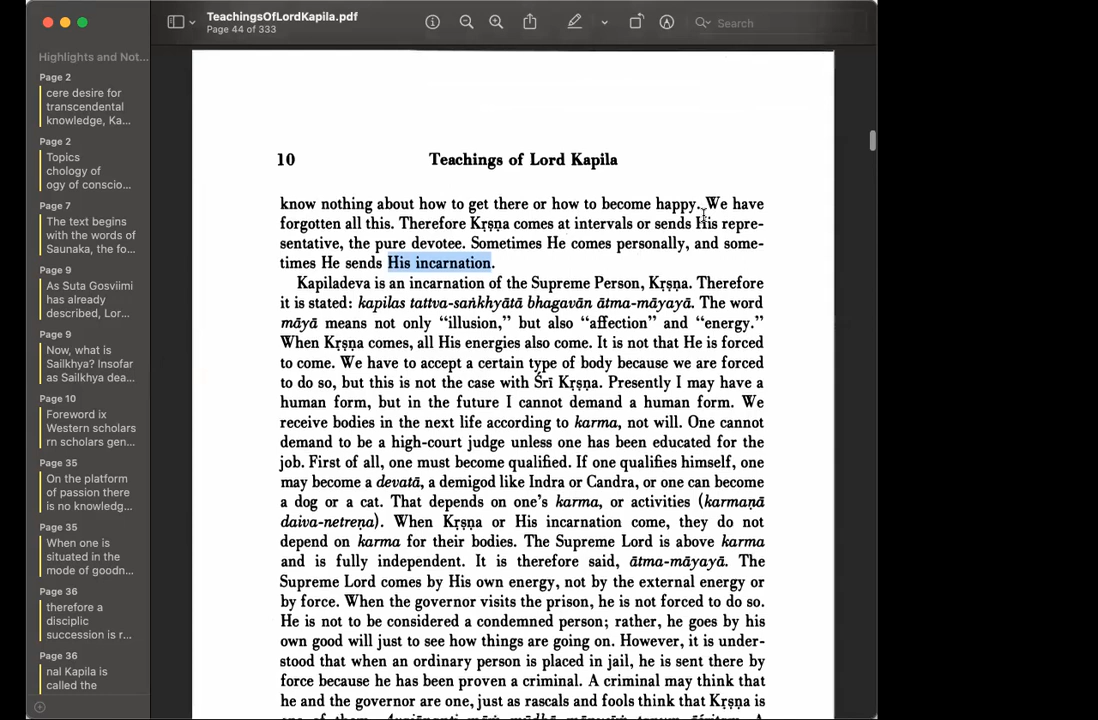 TeachingsOfLordKapila.pdf
Page 44 of 333
Search
Highlights and Not...
Page 2
cere desire for
transcendental
knowledge, Ka...
Page 2
Topics
chology of
ogy of conscio...
Page 7
The text begins
with the words of
Saunaka, the fo...
Page 9
As Suta Gosviimi
has already
described, Lor...
Page 9
Now, what is
Sailkhya? Insofar
as Sailkhya dea...
Page 10
Foreword ix
Western scholars
rn scholars gen...
Page 35
On the platform
of passion there
is no knowledg...
Page 35
When one is
situated in the
mode of goodn...
Page 36
therefore a
disciplic
succession is r...
Page 36
nal Kapila is
called the
10 Teachings of Lord Kapila
know nothing about how to get there or how to become happy. We have
forgotten all this. Therefore Kṛṣṇa comes at intervals or sends His repre-
sentative, the pure devotee. Sometimes He comes personally, and some-
times He sends His incarnation.
Kapiladeva is an incarnation of the Supreme Person, Kṛṣṇa. Therefore
it is stated: kapilas tattva-saṅkhyātā bhagavān ātma-māyayā. The word
māyā means not only “illusion,” but also “affection” and “energy.”
When Kṛṣṇa comes, all His energies also come. It is not that He is forced
to come. We have to accept a certain type of body because we are forced
to do so, but this is not the case with Śrī Kṛṣṇa. Presently I may have a
human form, but in the future I cannot demand a human form. We
receive bodies in the next life according to karma, not will. One cannot
demand to be a high-court judge unless one has been educated for the
job. First of all, one must become qualified. If one qualifies himself, one
may become a devatā, a demigod like Indra or Candra, or one can become
a dog or a cat. That depends on one’s karma, or activities (karmaṇā
daiva-netreṇa). When Kṛṣṇa or His incarnation come, they do not
depend on karma for their bodies. The Supreme Lord is above karma
and is fully independent. It is therefore said, ātma-māyayā. The
Supreme Lord comes by His own energy, not by the external energy or
by force. When the governor visits the prison, he is not forced to do so.
He is not to be considered a condemned person; rather, he goes by his
own good will just to see how things are going on. However, it is under-
stood that when an ordinary person is placed in jail, he is sent there by
force because he has been proven a criminal. A criminal may think that
he and the governor are one, just as rascals and fools think that Kṛṣṇa is